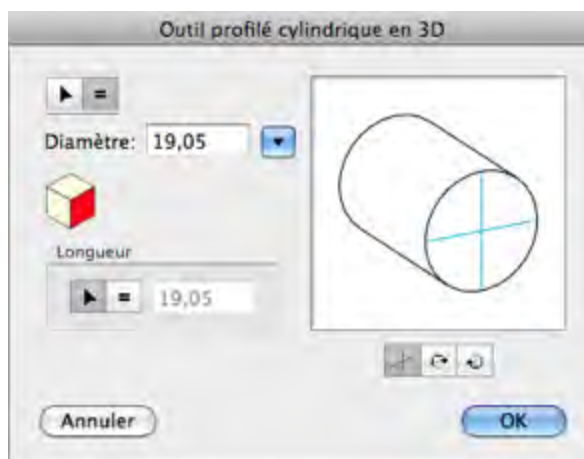 Outil profilé cylindrique en 3D
=
Diamètre: 19,05
Longueur
= 19,05
Annuler
OK